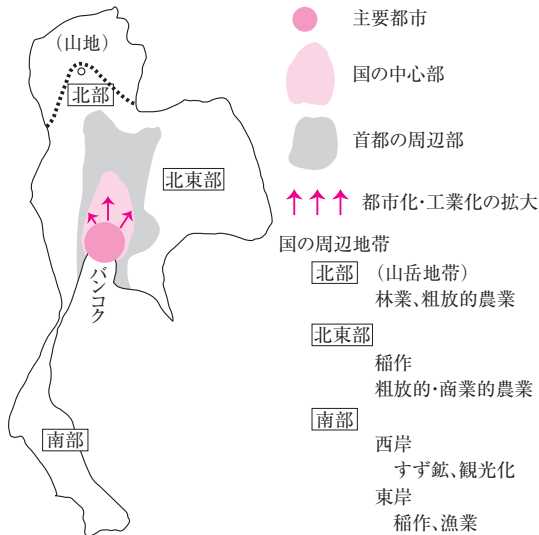 (山地)
北部
北東部
バンコク
南部
主要都市
国の中心部
首都の周辺部
都市化・工業化の拡大
国の周辺地帯
北部 (山岳地帯)
林業、粗放的農業
北東部
稲作
粗放的・商業的農業
南部
西岸
すず鉱、観光化
東岸
稲作、漁業